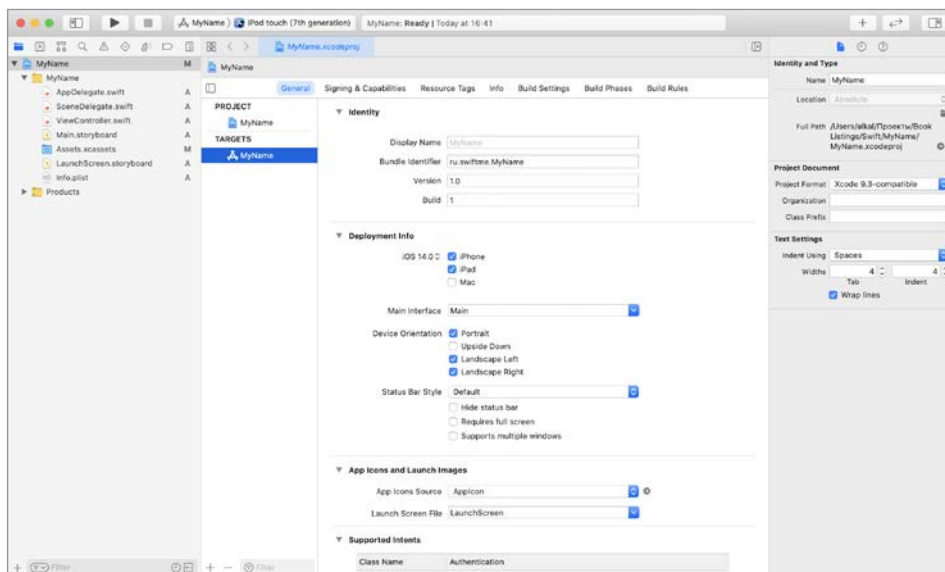 MyName
iPod touch (7th generation)
MyName: Ready | Today at 16:41
MyName.xcodeproj
MyName M
MyName
AppDelegate.swift A
SceneDelegate.swift A
ViewController.swift A
Main.storyboard A
Assets.xcassets M
LaunchScreen.storyboard A
Info.plist A
Products
Filter
MyName
General Signing & Capabilities Resource Tags Info Build Settings Build Phases Build Rules
PROJECT
MyName
TARGETS
MyName
Filter
Identity
Display Name MyName
Bundle Identifier ru.swiftme.MyName
Version 1.0
Build 1
Deployment Info
iOS 14.0 iPhone
iPad
Mac
Main Interface Main
Device Orientation Portrait
Upside Down
Landscape Left
Landscape Right
Status Bar Style Default
Hide status bar
Requires full screen
Supports multiple windows
App Icons and Launch Images
App Icons Source AppIcon
Launch Screen File LaunchScreen
Supported Intents
Class Name Authentication
Identity and Type
Name MyName
Location Absolute
Full Path /Users/alkal/Проекты/Book
Listings/Swift/MyName/
MyName.xcodeproj
Project Document
Project Format Xcode 9.3-compatible
Organization
Class Prefix
Text Settings
Indent Using Spaces
Widths 4 4
Tab Indent
Wrap lines